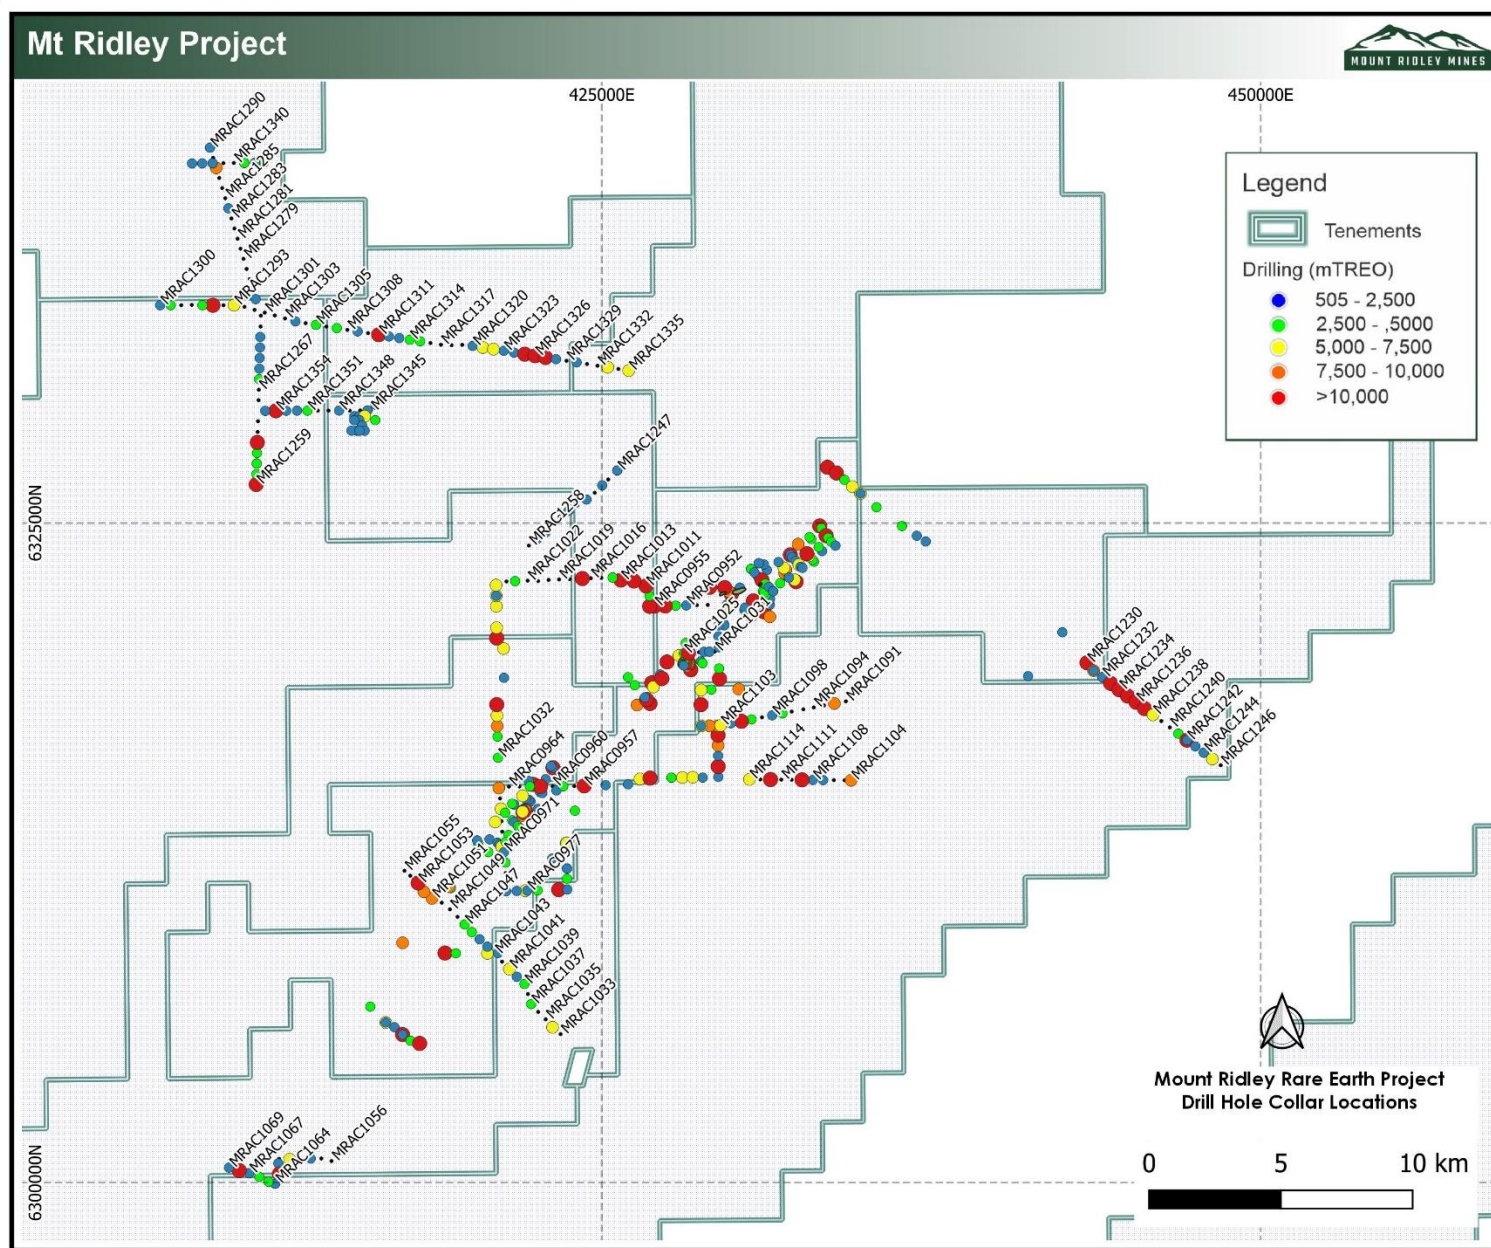 Mt Ridley Project
MOUNT RIDLEY MINES
425000E
450000E
MRAC1290
MRAC1340
MRAC1285
MRAC1283
MRAC1281
MRAC1279
Legend
Tenements
Drilling (mTREO)
505 - 2,500
2,500 - ,5000
5,000 - 7,500
7,500 - 10,000
>10,000
MRAC1300
MRAC1293
MRAC1301
MRAC1303
MRAC1305
MRAC1308
MRAC1311
MRAC1314
MRAC1317
MRAC1320
MRAC1323
MRAC1326
MRAC1329
MRAC1332
MRAC1335
MRAC1267
MRAC1354
MRAC1351
MRAC1348
MRAC1345
MRAC1259
MRAC1247
MRAC1258
6325000N
MRAC1022
MRAC1019
MRAC1016
MRAC1013
MRAC1011
MRAC0955
MRAC0952
MRAC1025
MRAC1031
MRAC1230
MRAC1232
MRAC1234
MRAC1236
MRAC1238
MRAC1240
MRAC1242
MRAC1244
MRAC1246
MRAC1103
MRAC1098
MRAC1094
MRAC1091
MRAC1032
MRAC0964
MRAC0960
MRAC0957
MRAC1114
MRAC1111
MRAC1108
MRAC1104
MRAC0971
MRAC0977
MRAC1055
MRAC1053
MRAC1051
MRAC1049
MRAC1047
MRAC1043
MRAC1041
MRAC1039
MRAC1037
MRAC1035
MRAC1033
Mount Ridley Rare Earth Project
Drill Hole Collar Locations
0 5 10 km
6300000N
MRAC1069
MRAC1067
MRAC1064
MRAC1056